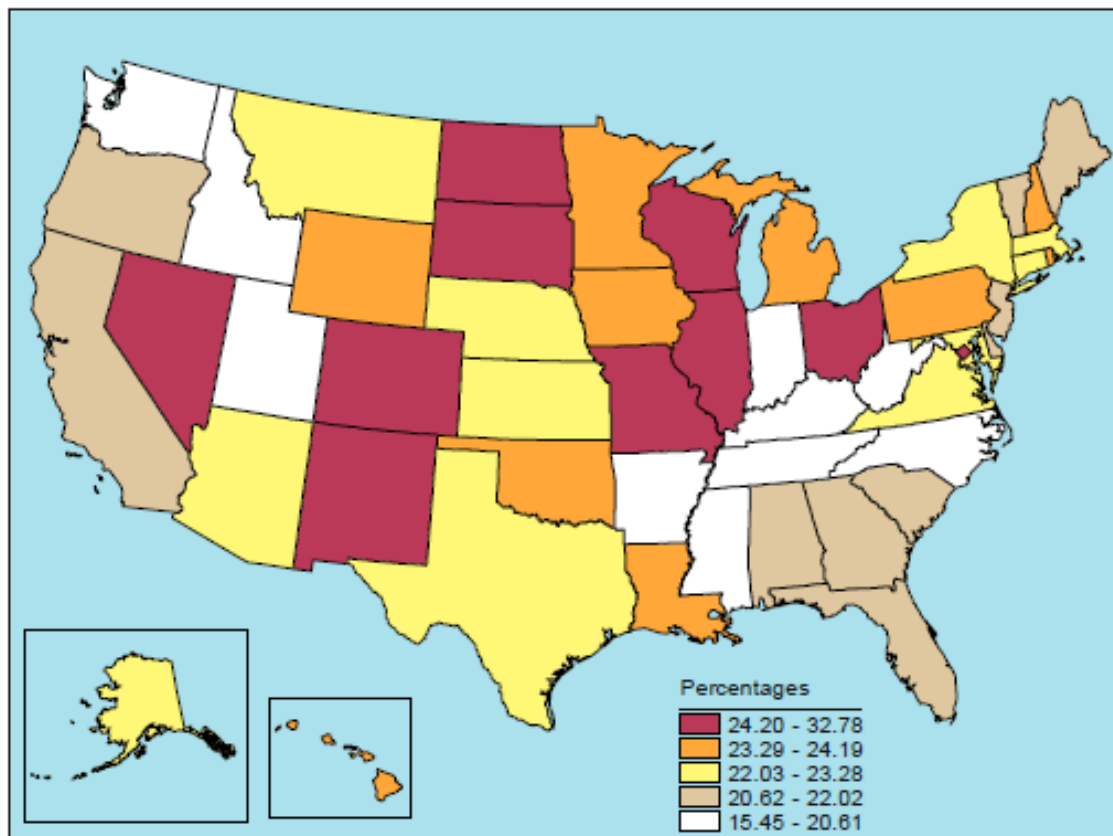 Percentages
24.20 - 32.78
23.29 - 24.19
22.03 - 23.28
20.62 - 22.02
15.45 - 20.61